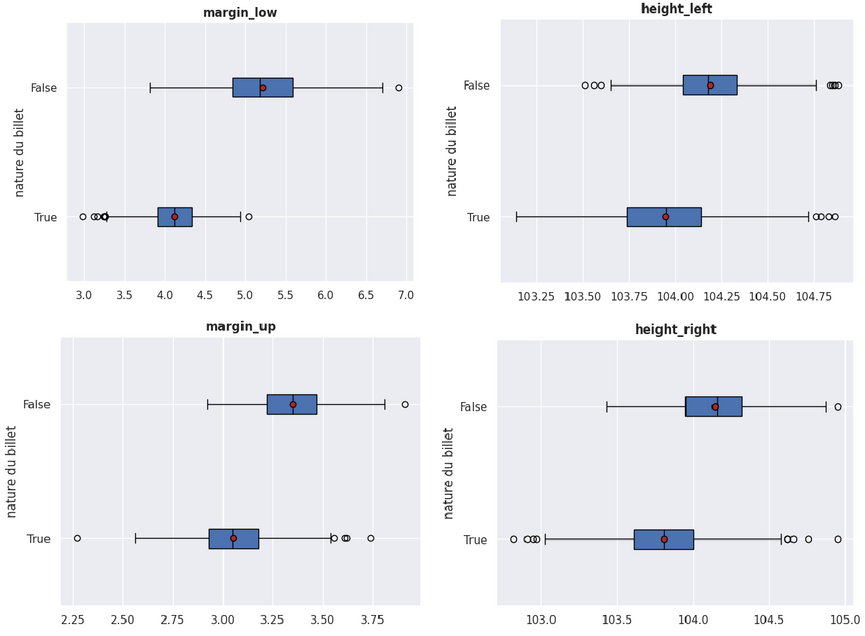 margin_low
False
True
nature du billet
3.0 3.5 4.0 4.5 5.0 5.5 6.0 6.5 7.0
height_left
False
True
nature du billet
103.25 103.50 103.75 104.00 104.25 104.50 104.75
margin_up
False
True
nature du billet
2.25 2.50 2.75 3.00 3.25 3.50 3.75
height_right
False
True
nature du billet
103.0 103.5 104.0 104.5 105.0